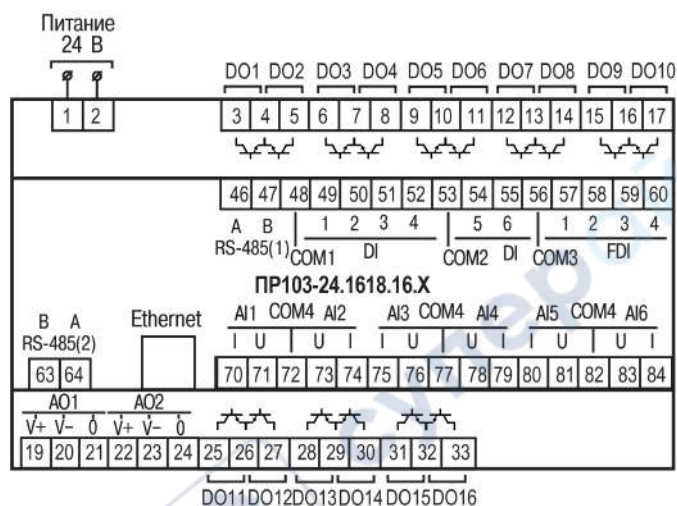 Питание
24 В
DO1 DO2 DO3 DO4 DO5 DO6 DO7 DO8 DO9 DO10
1 2 3 4 5 6 7 8 9 10 11 12 13 14 15 16 17
46 47 48 49 50 51 52 53 54 55 56 57 58 59 60
A B 1 2 3 4 5 6 1 2 3 4
RS-485(1) COM1 DI COM2 DI COM3 FDI
ПР103-24.1618.16.X
B A Ethernet AI1 COM4 AI2 AI3 COM4 AI4 AI5 COM4 AI6
RS-485(2) I U U I I U U I I U U I
63 64 70 71 72 73 74 75 76 77 78 79 80 81 82 83 84
AO1 AO2
V+ V- 0 V+ V- 0
19 20 21 22 23 24 25 26 27 28 29 30 31 32 33
DO11 DO12 DO13 DO14 DO15 DO16